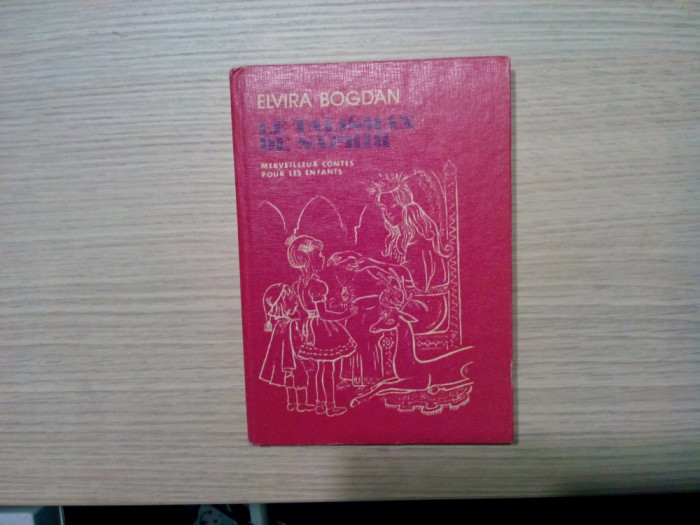 ELVIRA BOGDAN
LE TALISMAN
DE SAPHIR
MERVEILLEUX CONTES
POUR LES ENFANTS